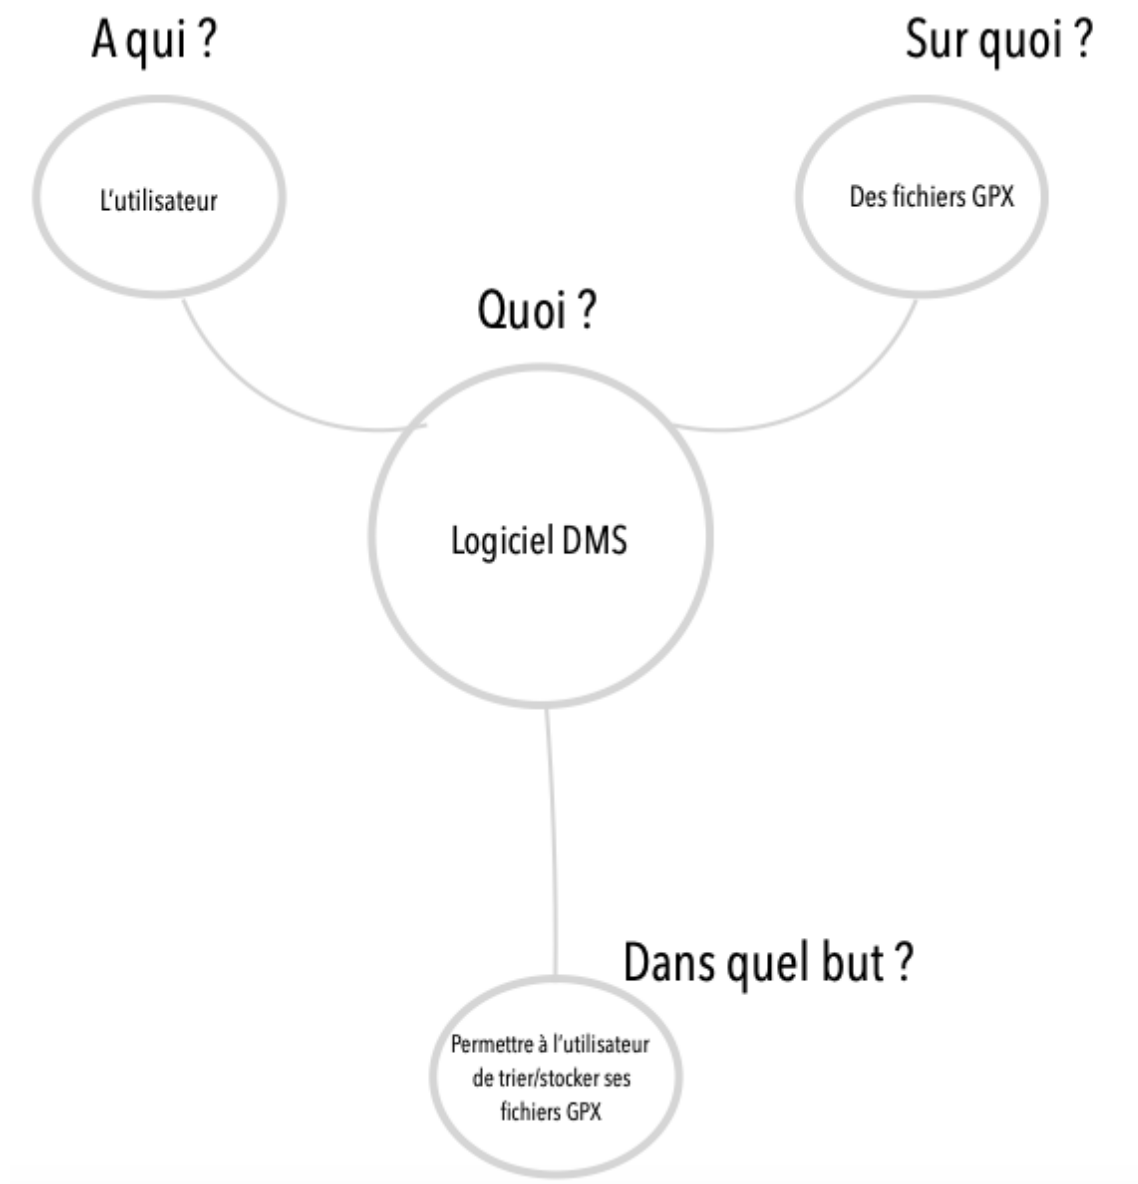 A qui ?
Sur quoi ?
L'utilisateur
Des fichiers GPX
Quoi ?
Logiciel DMS
Dans quel but ?
Permettre à l'utilisateur
de trier/stocker ses
fichiers GPX